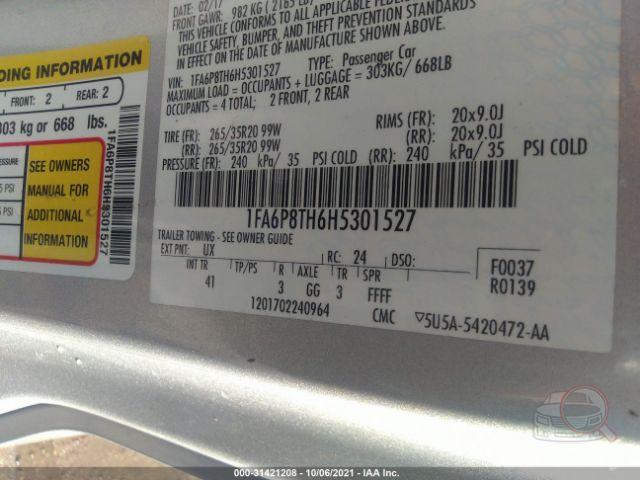 DATE: 02/17
FRONT GAWR: 982 KG ( 2165 LB)
THIS VEHICLE CONFORMS TO ALL APPLICABLE FEDER
VEHICLE SAFETY, BUMPER, AND THEFT PREVENTION STANDARDS
IN EFFECT ON THE DATE OF MANUFACTURE SHOWN ABOVE.
VIN: 1FA6P8TH6H5301527 TYPE: Passenger Car
MAXIMUM LOAD = OCCUPANTS + LUGGAGE = 303KG/ 668LB
OCCUPANTS = 4 TOTAL; 2 FRONT, 2 REAR
TIRE (FR): 265/35R20 99W RIMS (FR): 20x9.0J
(RR): 265/35R20 99W (RR): 20x9.0J
PRESSURE (FR): 240 kPa/ 35 PSI COLD (RR): 240 kPa/ 35 PSI COLD
1FA6P8TH6H5301527
TRAILER TOWING - SEE OWNER GUIDE
EXT PNT: UX RC: 24 DSO:
INT TR TP/PS R AXLE TR SPR
41 3 GG 3 FFFF
F0037
R0139
1201702240964 CMC ▽5U5A-5420472-AA
DING INFORMATION
FRONT: 2 REAR: 2
303 kg or 668 lbs.
SEE OWNERS
MANUAL FOR
ADDITIONAL
INFORMATION
1FA6P8TH6H5301527
000-31421208 - 10/06/2021 - IAA Inc.